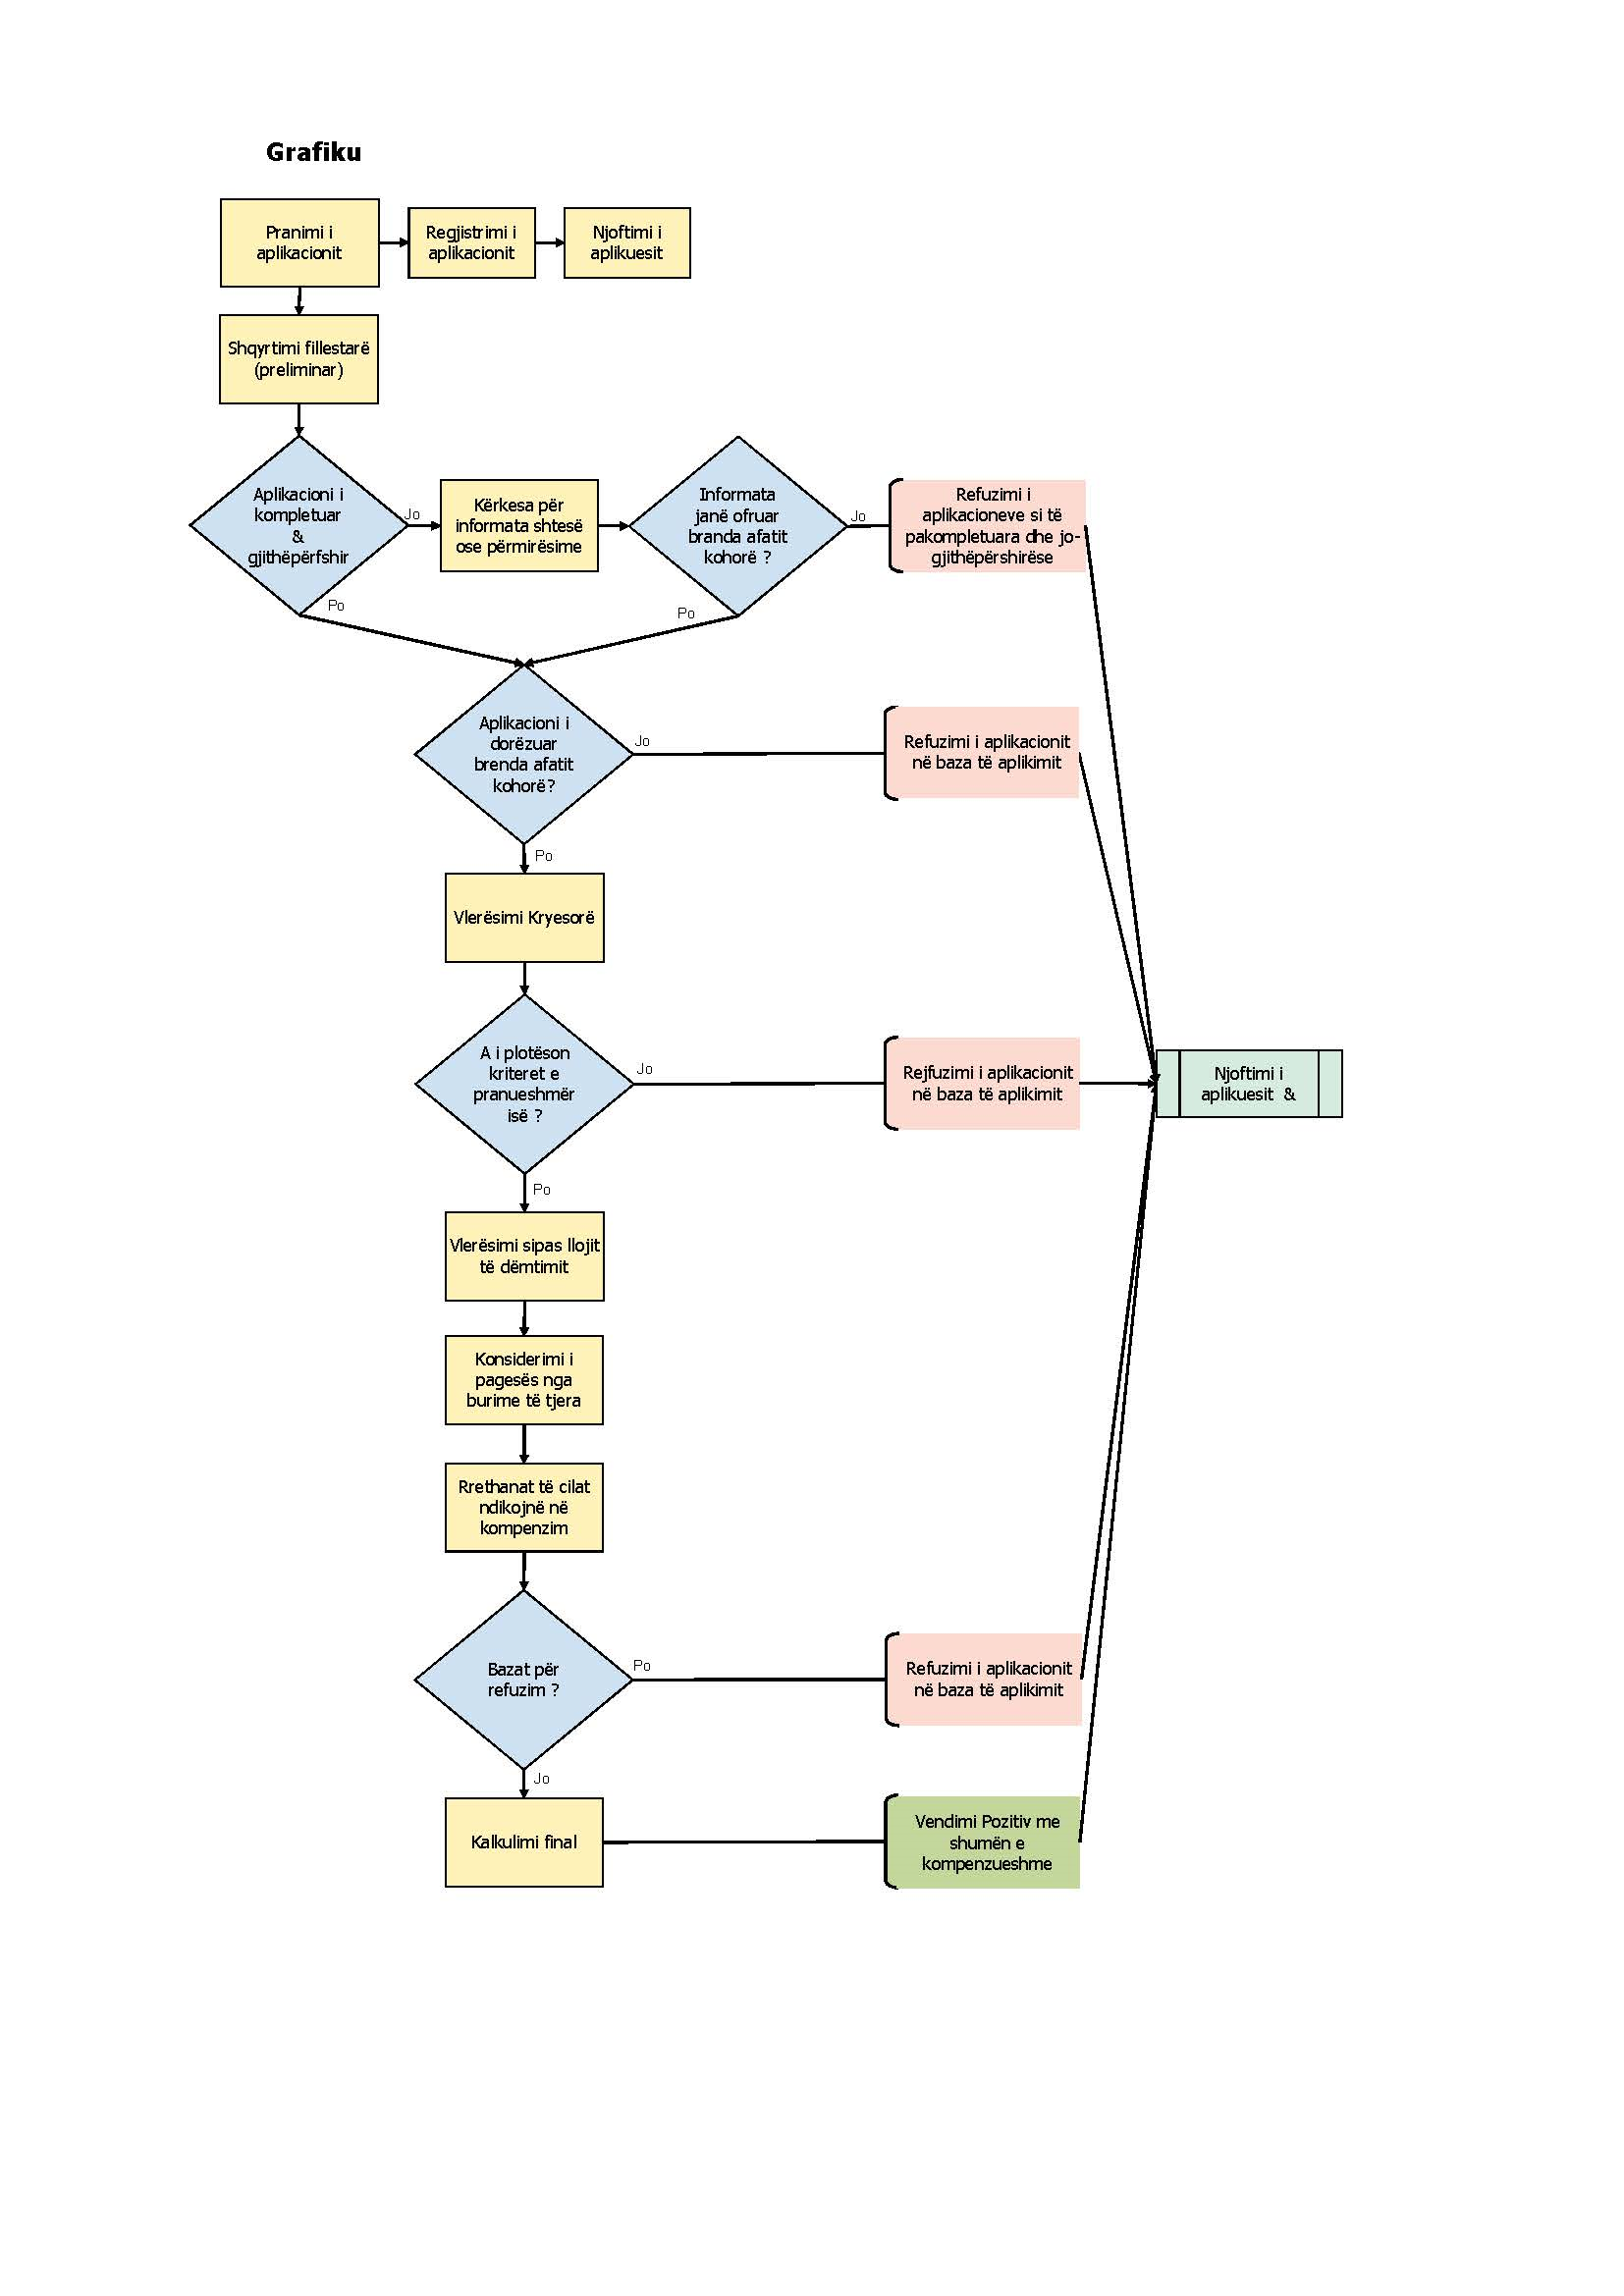 Grafiku
Pranimi i
aplikacionit
Regjistrimi i
aplikacionit
Njoftimi i
aplikuesit
Shqyrtimi fillestarë
(preliminar)
Aplikacioni i
kompletuar
&
gjithëpërfshir
Jo
Po
Kërkesa për
informata shtesë
ose përmirësime
Informata
janë ofruar
branda afatit
kohorë ?
Jo
Po
Refuzimi i
aplikacioneve si të
pakompletuara dhe jo-
gjithëpërshirëse
Aplikacioni i
dorëzuar
brenda afatit
kohorë?
Jo
Po
Refuzimi i aplikacionit
në baza të aplikimit
Vlerësimi Kryesorë
A i plotëson
kriteret e
pranueshmër
isë ?
Jo
Po
Rejfuzimi i aplikacionit
në baza të aplikimit
Njoftimi i
aplikuesit &
Vlerësimi sipas llojit
të dëmtimit
Konsiderimi i
pagesës nga
burime të tjera
Rrethanat të cilat
ndikojnë në
kompenzim
Bazat për
refuzim ?
Po
Jo
Refuzimi i aplikacionit
në baza të aplikimit
Kalkulimi final
Vendimi Pozitiv me
shumën e
kompenzueshme